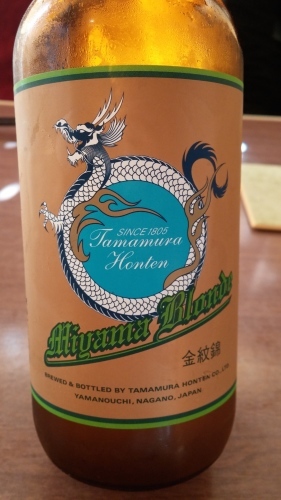 SINCE 1805
Tamamura
Honten
Miyama Blonde
金紋錦
BREWED & BOTTLED BY TAMAMURA HONTEN CO.,LTD.
YAMANOUCHI, NAGANO, JAPAN